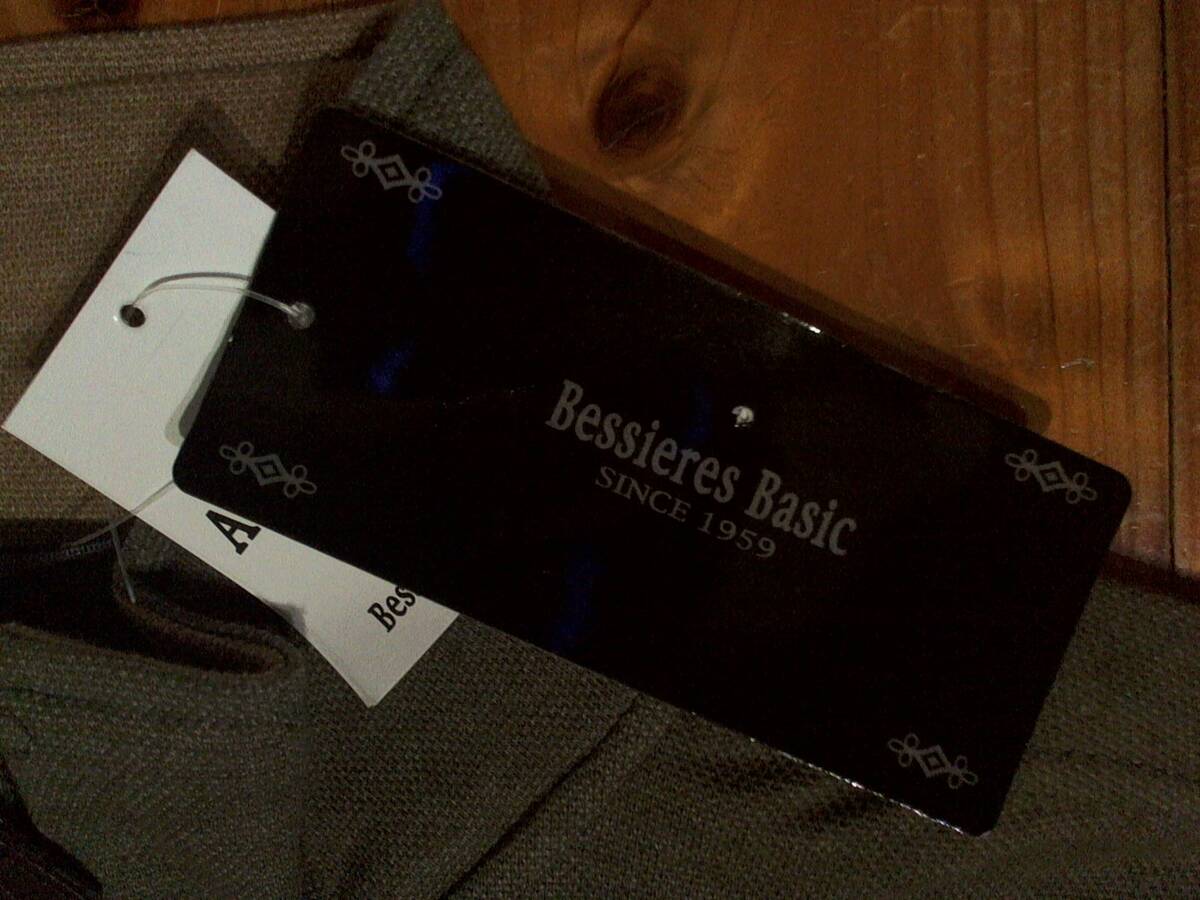 Bessieres Basic
SINCE 1959
A
Bes